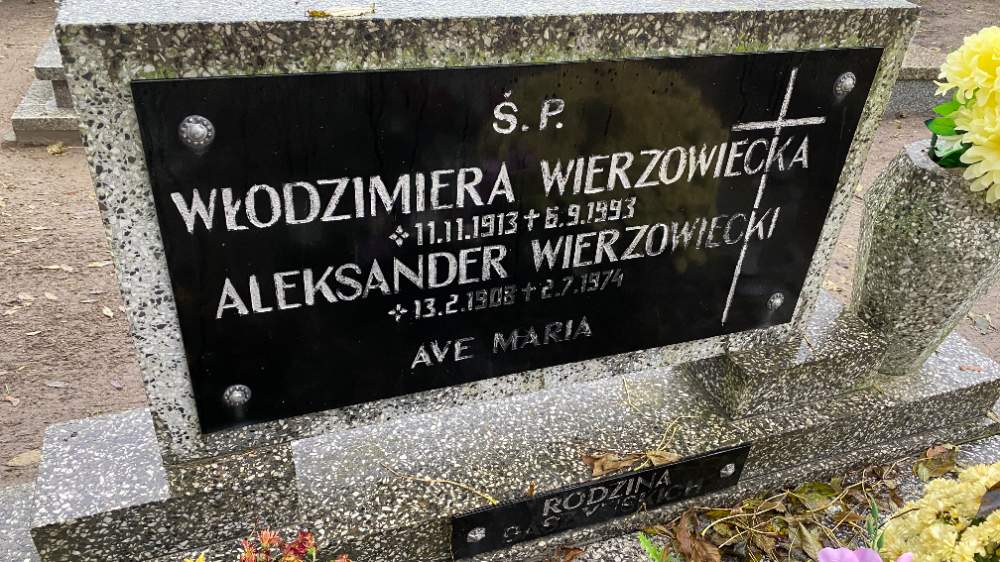 Ś. P.
WŁODZIMIERA WIERZOWIECKA
11.11.1913 + 6.9.1993
ALEKSANDER WIERZOWIECKI
13.2.1908 + 2.7.1974
AVE MARIA
RODZINA